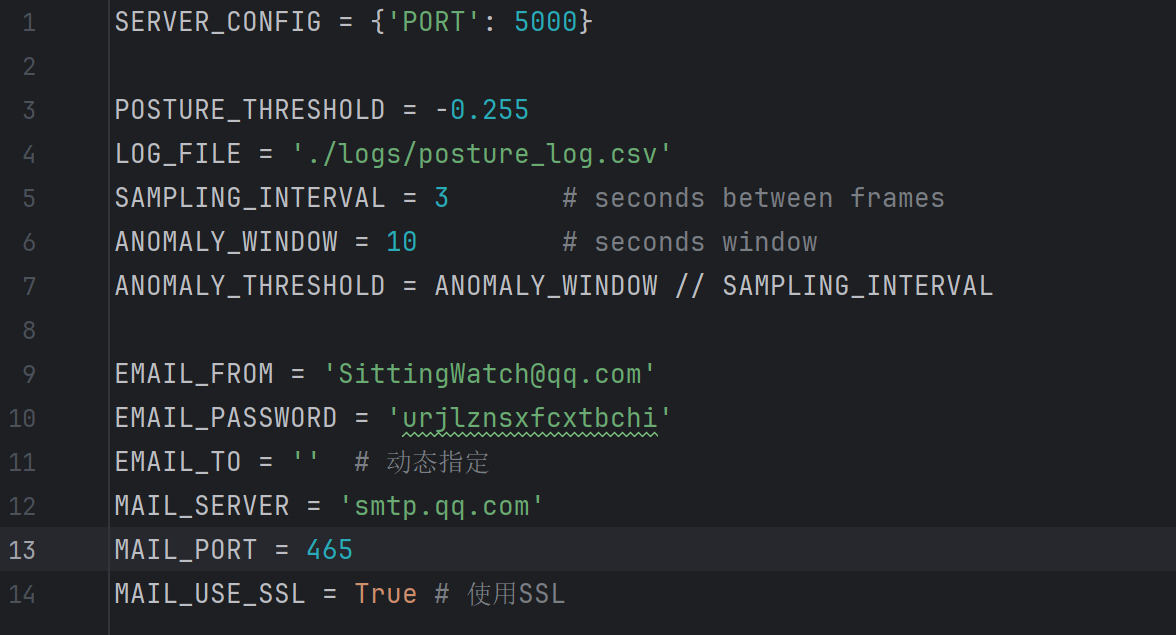 1 SERVER_CONFIG = {'PORT': 5000}
2
3 POSTURE_THRESHOLD = -0.255
4 LOG_FILE = './logs/posture_log.csv'
5 SAMPLING_INTERVAL = 3 # seconds between frames
6 ANOMALY_WINDOW = 10 # seconds window
7 ANOMALY_THRESHOLD = ANOMALY_WINDOW // SAMPLING_INTERVAL
8
9 EMAIL_FROM = 'SittingWatch@qq.com'
10 EMAIL_PASSWORD = 'urjlznsxfcxtbchi'
11 EMAIL_TO = '' # 动态指定
12 MAIL_SERVER = 'smtp.qq.com'
13 MAIL_PORT = 465
14 MAIL_USE_SSL = True # 使用SSL